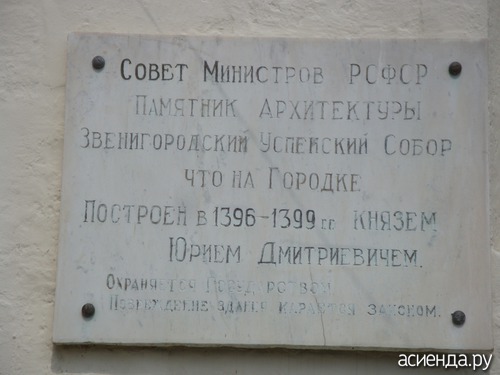 Совет Министров РСФСР
Памятник архитектуры
Звенигородский Успенский Собор
что на Городке
Построен в 1396-1399 гг. князем
Юрием Дмитриевичем.
Охраняется государством
Повреждение здания карается законом.
асиенда.ру